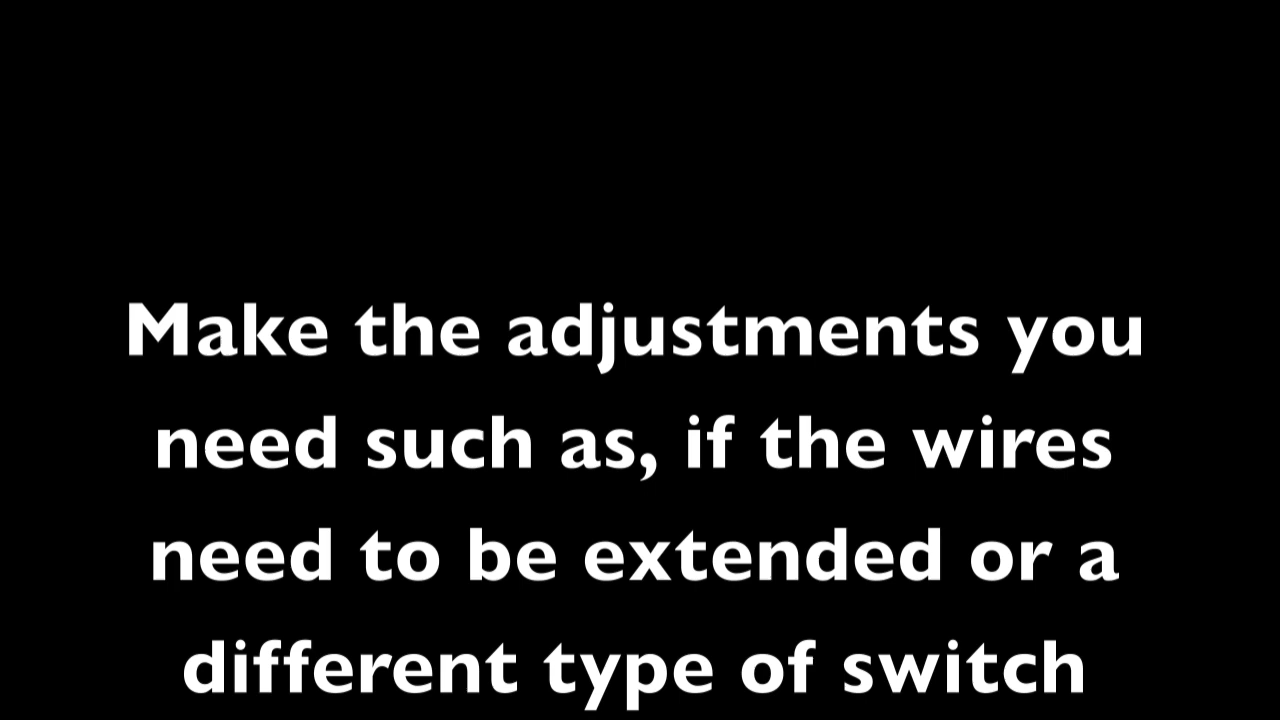 Make the adjustments you
need such as, if the wires
need to be extended or a
different type of switch